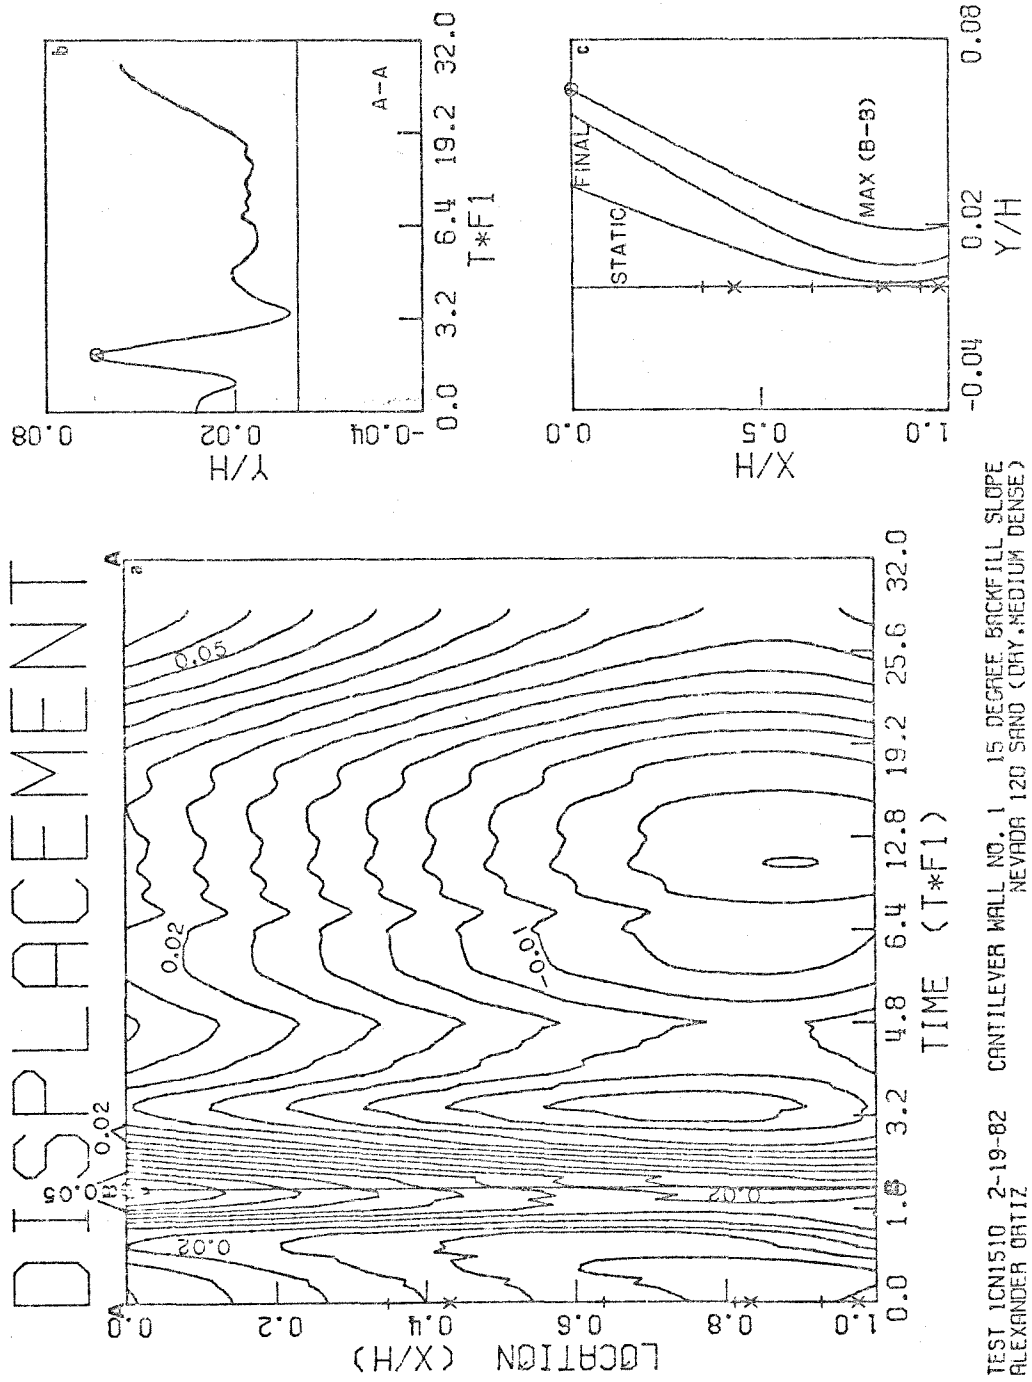 DISPLACEMENT
A
B
0.05
0.02
A
a
0.0
0.2
0.4
0.6
0.8
1.0
LOCATION (X/H)
0.02
0.02
0.02
-0.01
0.05
0.0
3.2
4.8
6.4
12.8
19.2
25.6
32.0
TIME (T*F1)
b
0.08
0.02
-0.04
Y/H
A-A
0.0
3.2
6.4
19.2
32.0
T*F1
c
0.0
0.5
1.0
X/H
STATIC
FINAL
MAX (B-B)
-0.04
0.02
0.08
Y/H
TEST 1CN1510 2-19-82 CANTILEVER WALL NO. 1 15 DEGREE BACKFILL SLOPE
ALEXANDER ORTIZ NEVADA 120 SAND (DRY,MEDIUM DENSE)